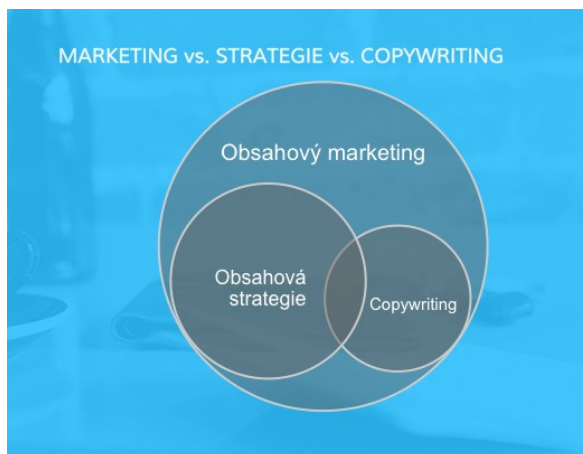 MARKETING vs. STRATEGIE vs. COPYWRITING
Obsahový marketing
Obsahová
strategie
Copywriting